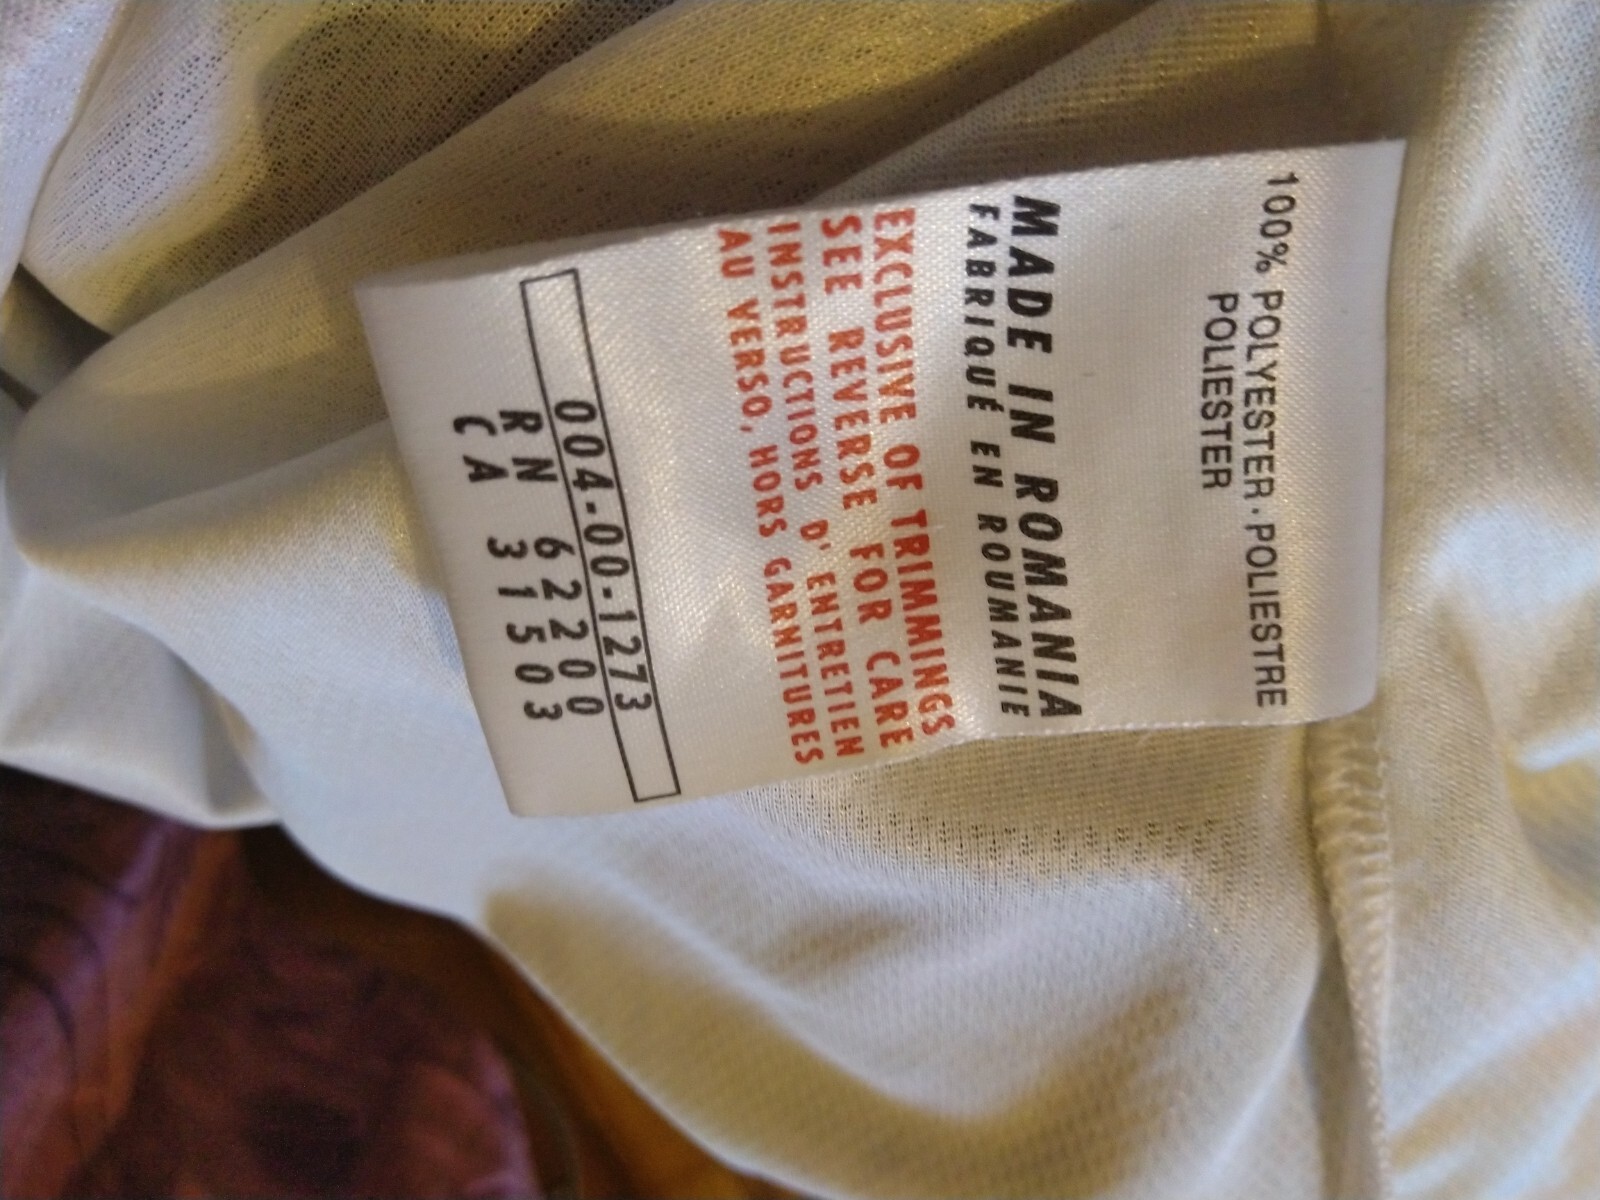 100% POLYESTER·POLIESTRE
POLIESTER
MADE IN ROMANIA
FABRIQUÉ EN ROUMANIE
EXCLUSIVE OF TRIMMINGS
SEE REVERSE FOR CARE
INSTRUCTIONS D'ENTRETIEN
AU VERSO, HORS GARNITURES
004-00-1273
RN 62200
CA 31503